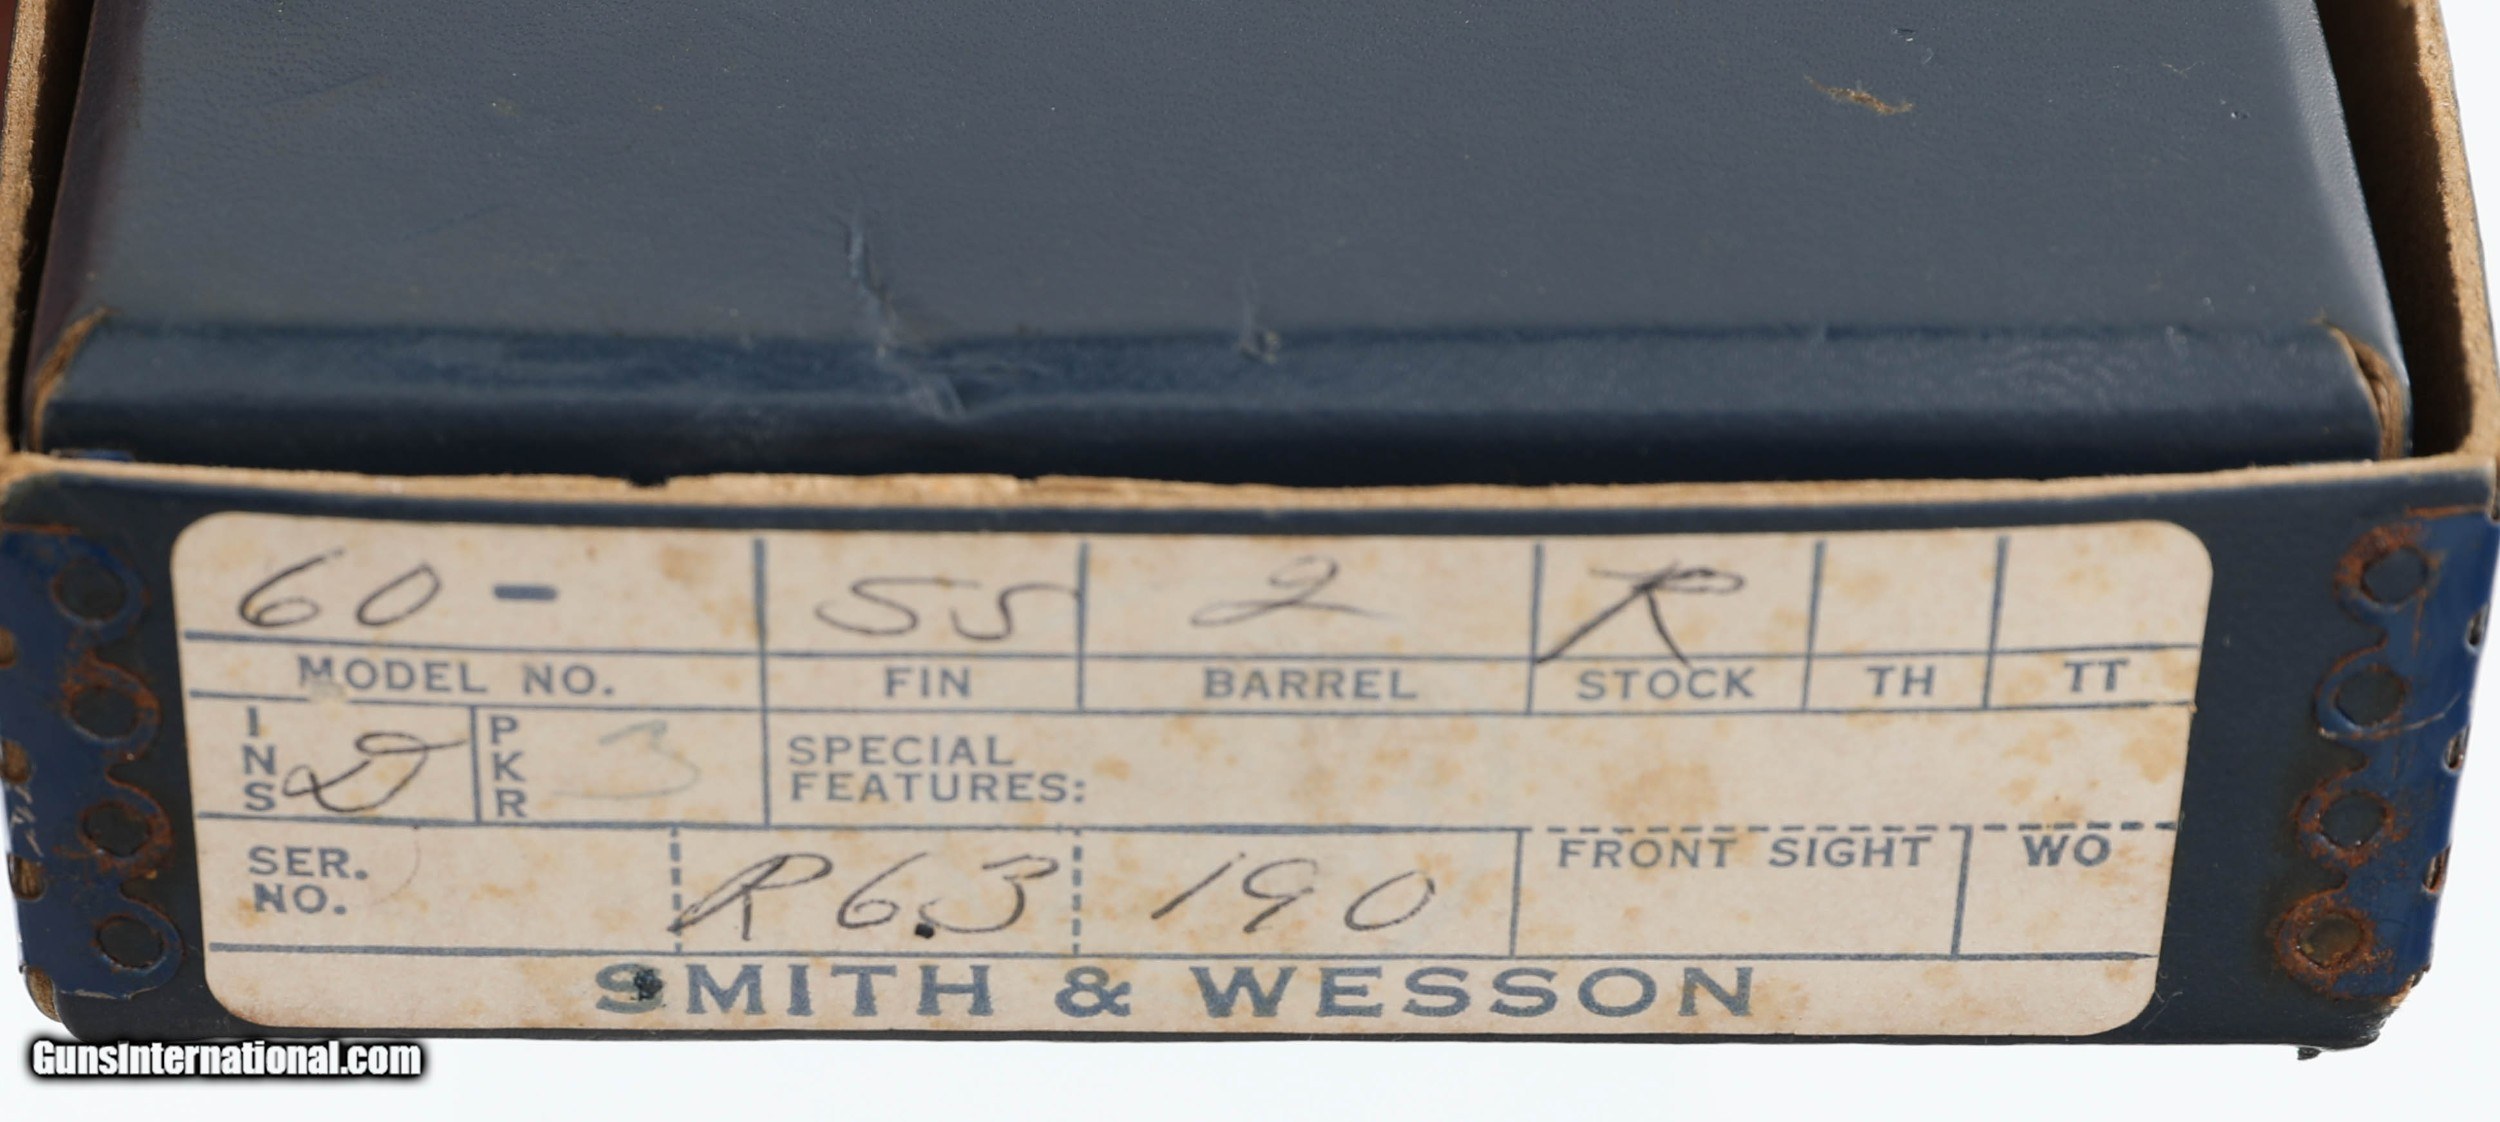 60 - SS 2 R
MODEL NO. FIN BARREL STOCK TH TT
INS D PKR 3 SPECIAL
FEATURES:
SER.
NO. R63 190 FRONT SIGHT WO
SMITH & WESSON
GunsInternational.com